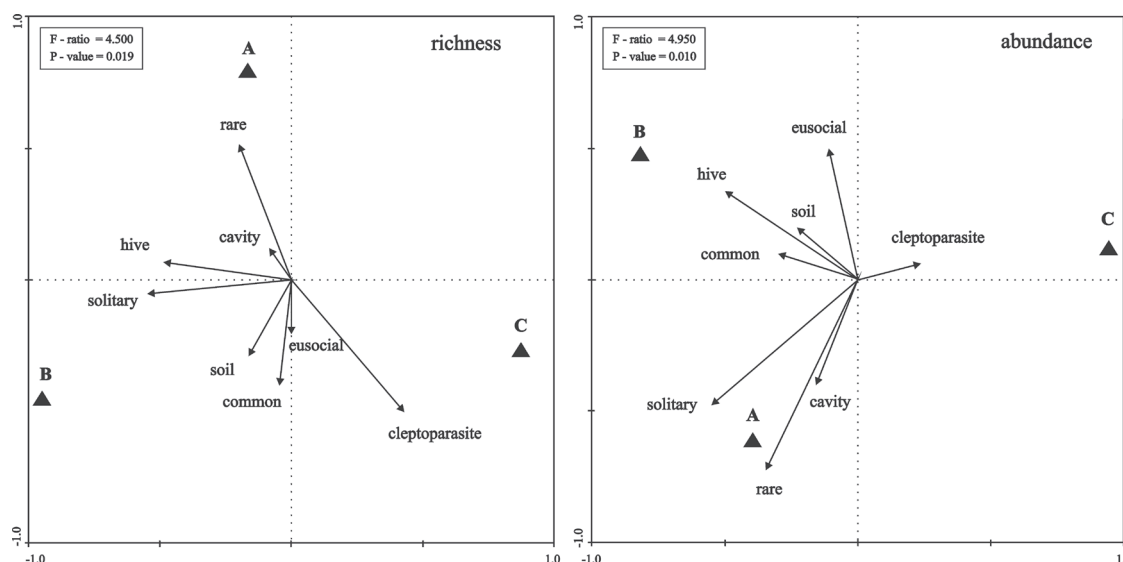 1.0
F - ratio = 4.500
P - value = 0.019
richness
A
rare
cavity
hive
solitary
eusocial
soil
common
cleptoparasite
B
C
-1.0
-1.0
1.0
F - ratio = 4.950
P - value = 0.010
abundance
B
eusocial
hive
soil
common
cleptoparasite
C
solitary
A
cavity
rare
-1.0
-1.0
1.0